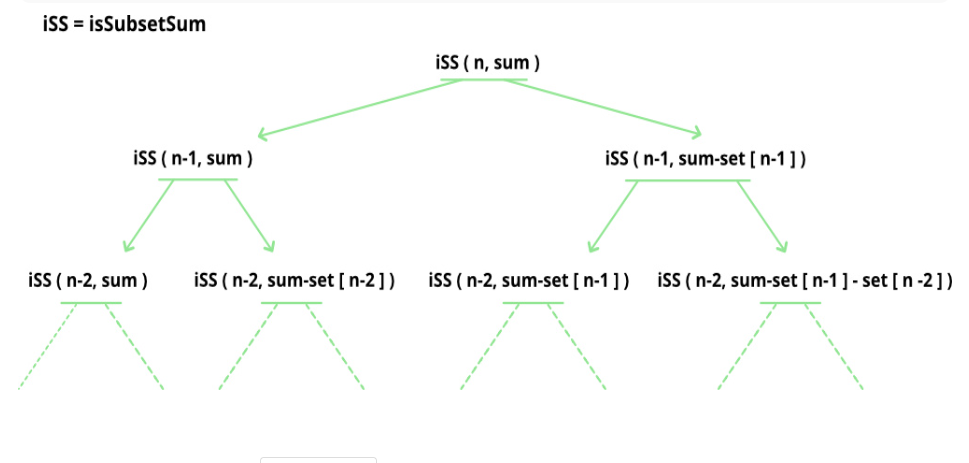 iSS = isSubsetSum
iSS ( n, sum )
iSS ( n-1, sum )
iSS ( n-1, sum-set [ n-1 ] )
iSS ( n-2, sum )
iSS ( n-2, sum-set [ n-2 ] )
iSS ( n-2, sum-set [ n-1 ] )
iSS ( n-2, sum-set [ n-1 ] - set [ n -2 ] )